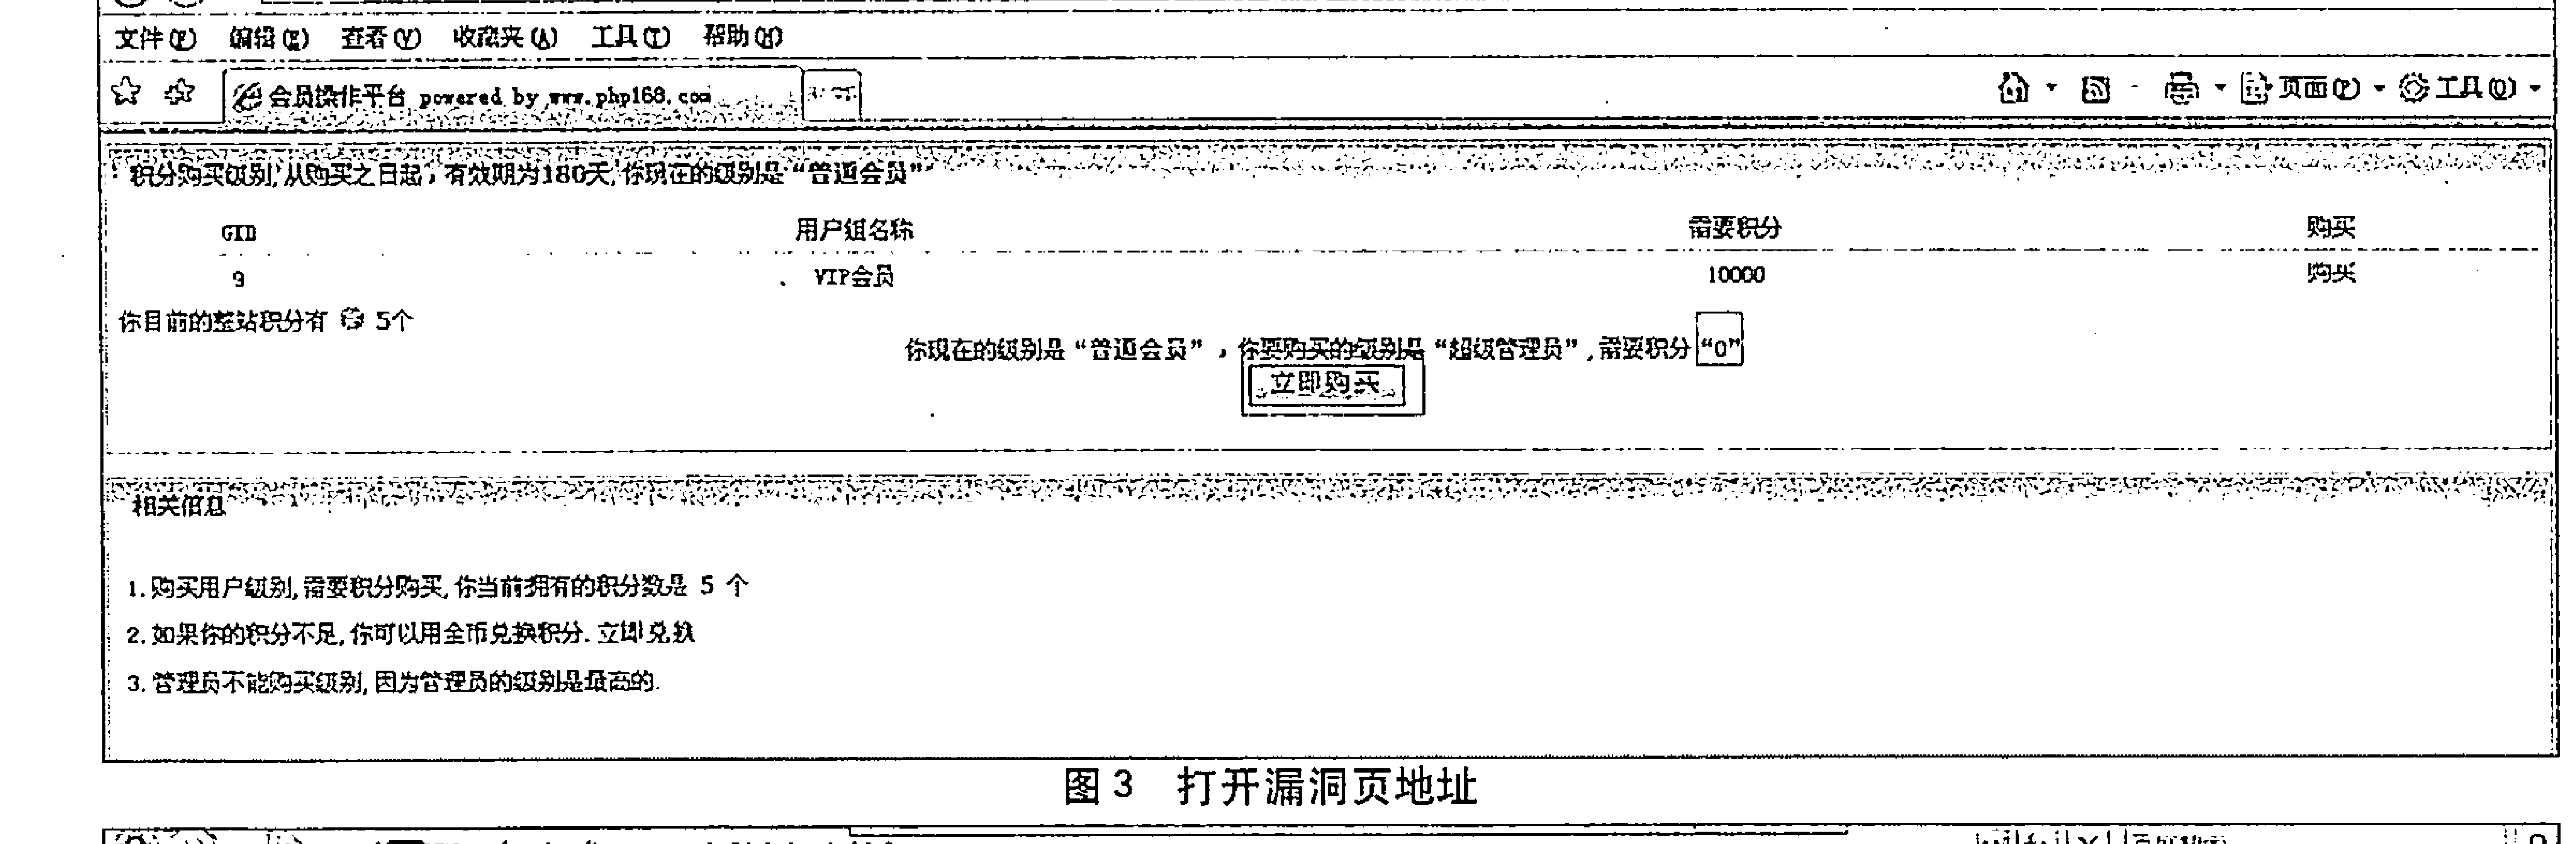 文件(F) 编辑(E) 查看(V) 收藏夹(A) 工具(T) 帮助(H)
会员操作平台 powered by www.php168.com
页面(P) 工具(O)
积分购买级别,从购买之日起,有效期为180天,你现在的级别是“普通会员”
GID 用户组名称 需要积分 购买
9 VIP会员 10000 购买
你目前的整站积分有 5个
你现在的级别是“普通会员”,你要购买的级别是“超级管理员”,需要积分“0”
立即购买
相关信息
1.购买用户级别,需要积分购买,你当前拥有的积分数是 5 个
2.如果你的积分不足,你可以用金币兑换积分.立即兑换
3.管理员不能购买级别,因为管理员的级别是最高的.
图3 打开漏洞页地址